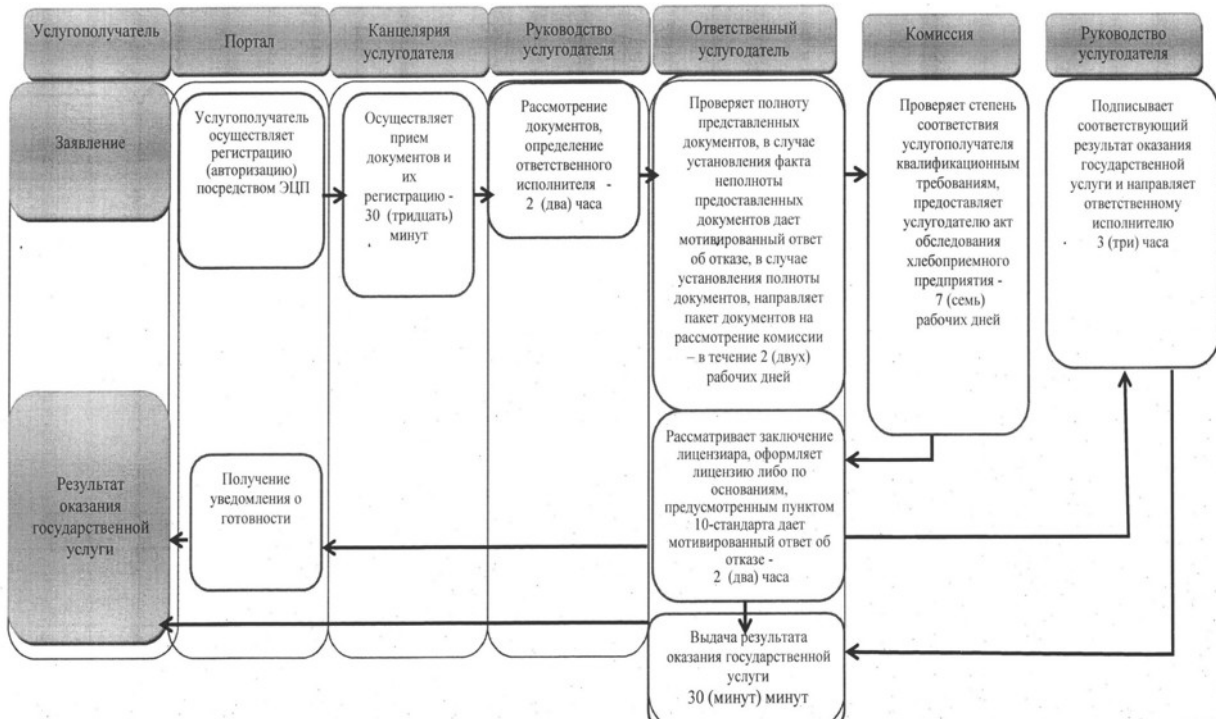 Услугополучатель
Портал
Канцелярия
услугодателя
Руководство
услугодателя
Ответственный
услугодатель
Комиссия
Руководство
услугодателя
Заявление
Услугополучатель
осуществляет
регистрацию
(авторизацию)
посредством ЭЦП
Осуществляет
прием
документов и
их
регистрацию -
30 (тридцать)
минут
Рассмотрение
документов,
определение
ответственного
исполнителя -
2 (два) часа
Проверяет полноту
представленных
документов, в случае
установления факта
неполноты
предоставленных
документов дает
мотивированный ответ
об отказе, в случае
установления полноты
документов, направляет
пакет документов на
рассмотрение комиссии
– в течение 2 (двух)
рабочих дней
Проверяет степень
соответствия
услугополучателя
квалификационным
требованиям,
предоставляет
услугодателю акт
обследования
хлебоприемного
предприятия -
7 (семь)
рабочих дней
Подписывает
соответствующий
результат оказания
государственной
услуги и направляет
ответственному
исполнителю
3 (три) часа
Результат
оказания
государственной
услуги
Получение
уведомления о
готовности
Рассматривает заключение
лицензиара, оформляет
лицензию либо по
основаниям,
предусмотренным пунктом
10-стандарта дает
мотивированный ответ об
отказе -
2 (два) часа
Выдача результата
оказания государственной
услуги
30 (минут) минут